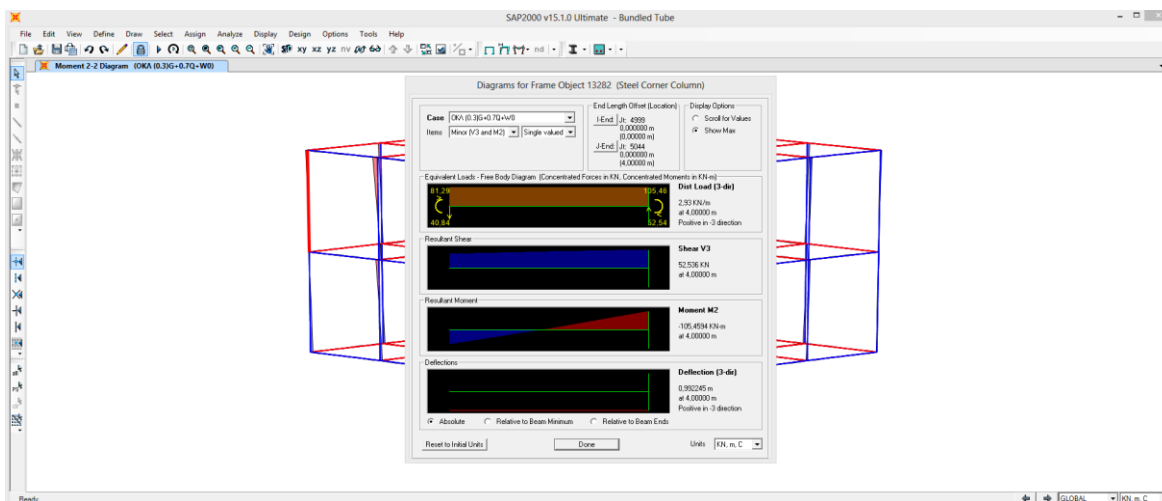 SAP2000 v15.1.0 Ultimate - Bundled Tube
File Edit View Define Draw Select Assign Analyze Display Design Options Tools Help
xy xz yz nv nd
Moment 2-2 Diagram (ΟΚΛ (0.3)G+0.7Q+W0)
Diagrams for Frame Object 13282 (Steel Corner Column)
Case ΟΚΛ (0.3)G+0.7Q+W0
Items Minor (V3 and M2) Single valued
End Length Offset (Location)
I-End: Jt: 4999
0,000000 m
(0,00000 m)
J-End: Jt: 5044
0,000000 m
(4,00000 m)
Display Options
Scroll for Values
Show Max
Equivalent Loads - Free Body Diagram (Concentrated Forces in KN, Concentrated Moments in KN-m)
81,29 105,46
40,84 52,54
Dist Load (3-dir)
2,93 KN/m
at 4,00000 m
Positive in -3 direction
Resultant Shear
Shear V3
52,536 KN
at 4,00000 m
Resultant Moment
Moment M2
-105,4594 KN-m
at 4,00000 m
Deflections
Deflection (3-dir)
0,992245 m
at 4,00000 m
Positive in -3 direction
Absolute Relative to Beam Minimum Relative to Beam Ends
Reset to Initial Units Done Units KN, m, C
Ready GLOBAL KN, m, C